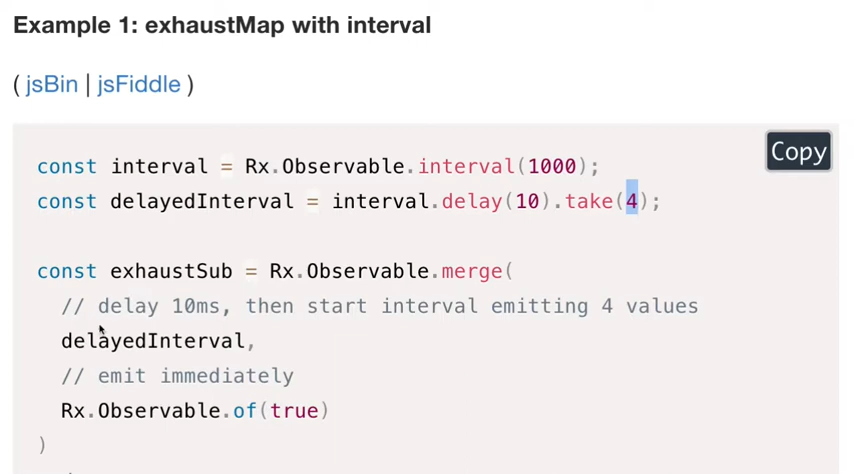 Example 1: exhaustMap with interval
( jsBin | jsFiddle )
Copy
const interval = Rx.Observable.interval(1000);
const delayedInterval = interval.delay(10).take(4);
const exhaustSub = Rx.Observable.merge(
// delay 10ms, then start interval emitting 4 values
delayedInterval,
// emit immediately
Rx.Observable.of(true)
)